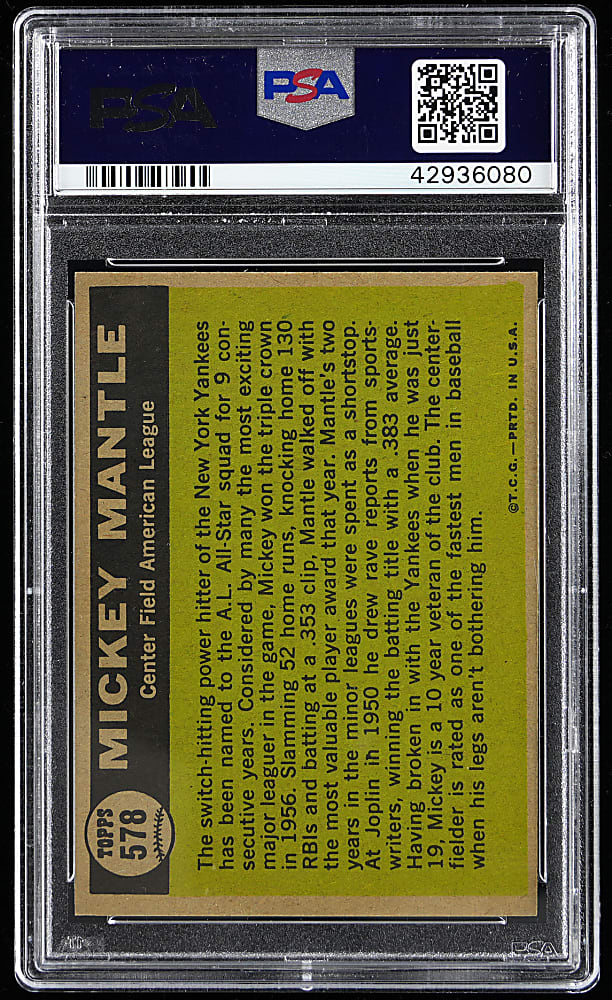 PSA
PSA
42936080
TOPPS
578
MICKEY MANTLE
Center Field American League
The switch-hitting power hitter of the New York Yankees
has been named to the A.L. All-Star squad for 9 con-
secutive years. Considered by many the most exciting
major leaguer in the game, Mickey won the triple crown
in 1956. Slamming 52 home runs, knocking home 130
RBIs and batting at a .353 clip, Mantle walked off with
the most valuable player award that year. Mantle's two
years in the minor leagues were spent as a shortstop.
At Joplin in 1950 he drew rave reports from sports-
writers, winning the batting title with a .383 average.
Having broken in with the Yankees when he was just
19, Mickey is a 10 year veteran of the club. The center-
fielder is rated as one of the fastest men in baseball
when his legs aren't bothering him.
©T.C.G.—PRTD. IN U.S.A.
PSA